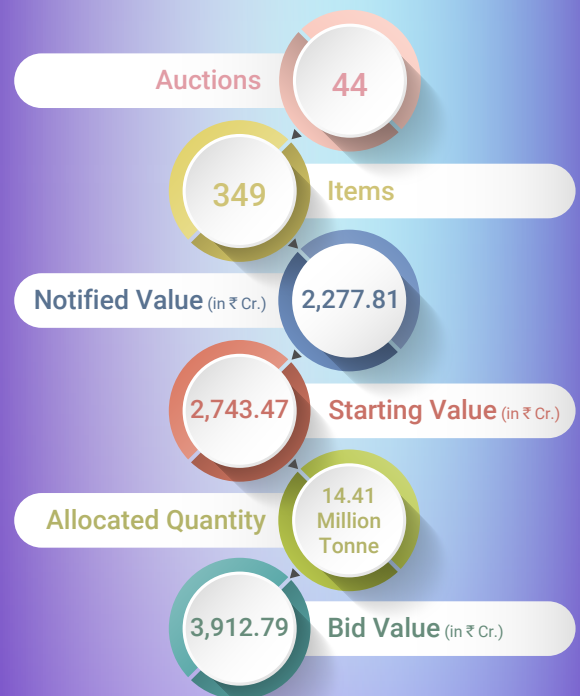 Auctions
44
349
Items
Notified Value (in ₹ Cr.)
2,277.81
2,743.47
Starting Value (in ₹ Cr.)
Allocated Quantity
14.41
Million
Tonne
3,912.79
Bid Value (in ₹ Cr.)